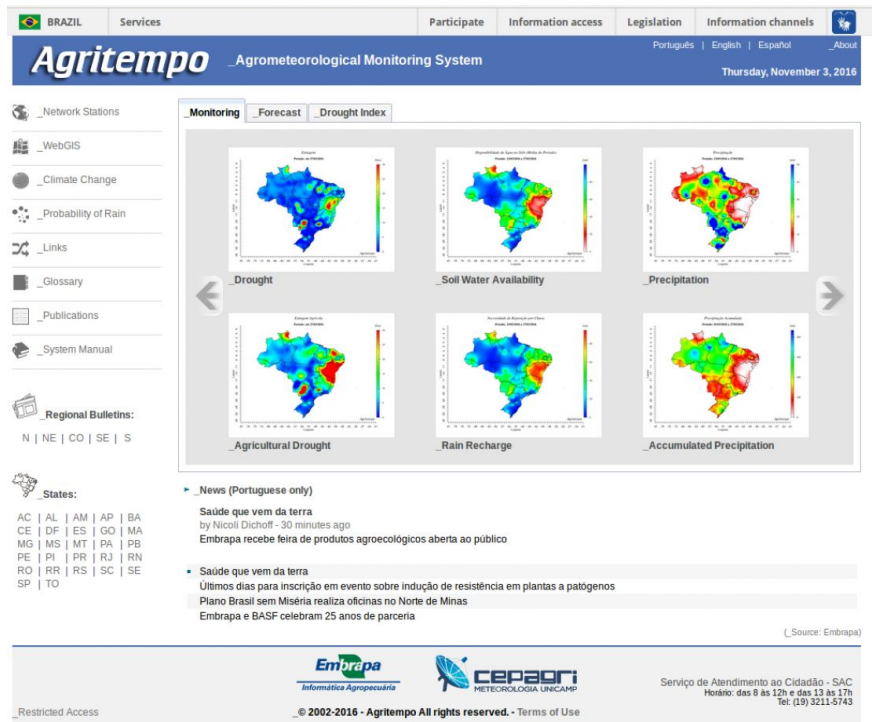 BRAZIL Services Participate Information access Legislation Information channels
Português | English | Español _About
Agritempo _Agrometeorological Monitoring System
Thursday, November 3, 2016
_Network Stations
_WebGIS
_Climate Change
_Probability of Rain
_Links
_Glossary
_Publications
_System Manual
_Regional Bulletins:
N | NE | CO | SE | S
_States:
AC | AL | AM | AP | BA
CE | DF | ES | GO | MA
MG | MS | MT | PA | PB
PE | PI | PR | RJ | RN
RO | RR | RS | SC | SE
SP | TO
_Monitoring _Forecast _Drought Index
_Drought _Soil Water Availability _Precipitation
_Agricultural Drought _Rain Recharge _Accumulated Precipitation
_News (Portuguese only)
Saúde que vem da terra
by Nicoli Dichoff - 30 minutes ago
Embrapa recebe feira de produtos agroecológicos aberta ao público
Saúde que vem da terra
Últimos dias para inscrição em evento sobre indução de resistência em plantas a patógenos
Plano Brasil sem Miséria realiza oficinas no Norte de Minas
Embrapa e BASF celebram 25 anos de parceria
(_Source: Embrapa)
Embrapa
Informática Agropecuária
cepagri
METEOROLOGIA UNICAMP
Serviço de Atendimento ao Cidadão - SAC
Horário: das 8 às 12h e das 13 às 17h
Tel: (19) 3211-5743
_Restricted Access
_© 2002-2016 - Agritempo All rights reserved. - Terms of Use